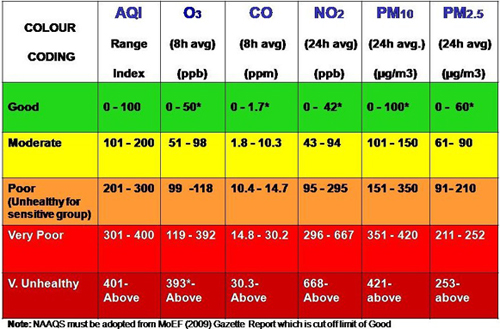 COLOUR CODING AQI O3 CO NO2 PM10 PM2.5
Range (8h avg) (8h avg) (24h avg) (24h avg.) (24h avg)
Index (ppb) (ppm) (ppb) (µg/m3) (µg/m3)
Good 0 - 100 0 - 50* 0 - 1.7* 0 - 42* 0 - 100* 0 - 60*
Moderate 101 - 200 51 - 98 1.8 - 10.3 43 - 94 101 - 150 61- 90
Poor 201 - 300 99 -118 10.4 - 14.7 95 - 295 151 - 350 91- 210
(Unhealthy for
sensitive group)
Very Poor 301 - 400 119 - 392 14.8 - 30.2 296 - 667 351 - 420 211 - 252
V. Unhealthy 401- 393*- 30.3- 668- 421- 253-
Above Above Above Above above above
Note: NAAQS must be adopted from MoEF (2009) Gazette Report which is cut off limit of Good